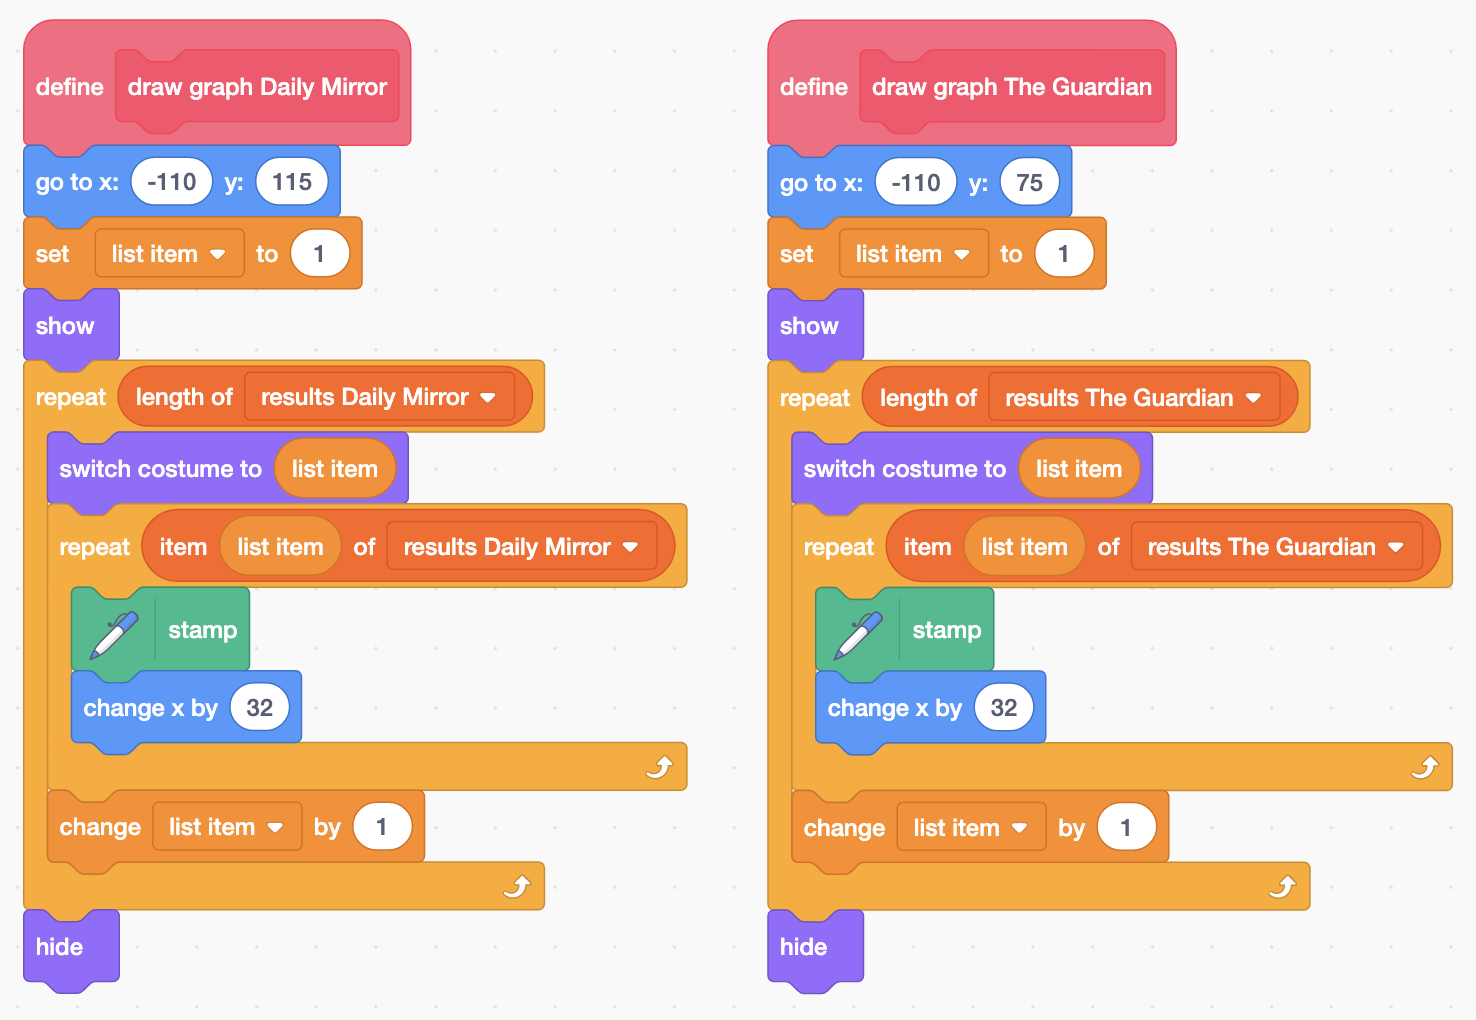 define draw graph Daily Mirror
go to x: -110 y: 115
set list item to 1
show
repeat length of results Daily Mirror
switch costume to list item
repeat item list item of results Daily Mirror
stamp
change x by 32
change list item by 1
hide
define draw graph The Guardian
go to x: -110 y: 75
set list item to 1
show
repeat length of results The Guardian
switch costume to list item
repeat item list item of results The Guardian
stamp
change x by 32
change list item by 1
hide